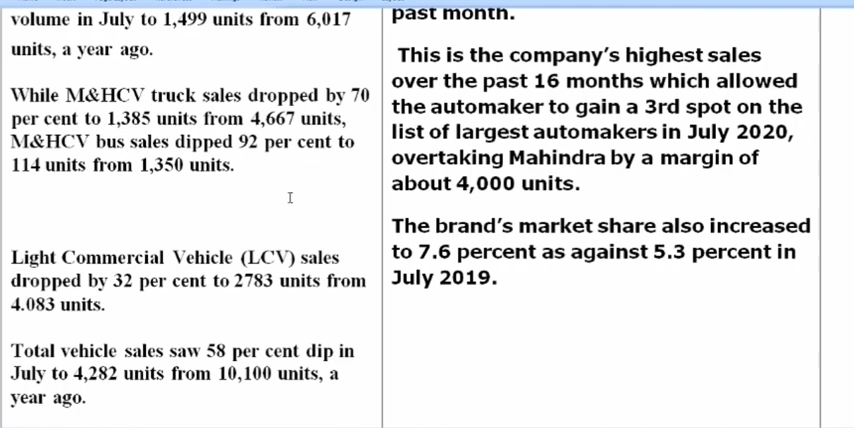 volume in July to 1,499 units from 6,017
units, a year ago.
While M&HCV truck sales dropped by 70
per cent to 1,385 units from 4,667 units,
M&HCV bus sales dipped 92 per cent to
114 units from 1,350 units.
Light Commercial Vehicle (LCV) sales
dropped by 32 per cent to 2783 units from
4.083 units.
Total vehicle sales saw 58 per cent dip in
July to 4,282 units from 10,100 units, a
year ago.
past month.
This is the company's highest sales
over the past 16 months which allowed
the automaker to gain a 3rd spot on the
list of largest automakers in July 2020,
overtaking Mahindra by a margin of
about 4,000 units.
The brand's market share also increased
to 7.6 percent as against 5.3 percent in
July 2019.